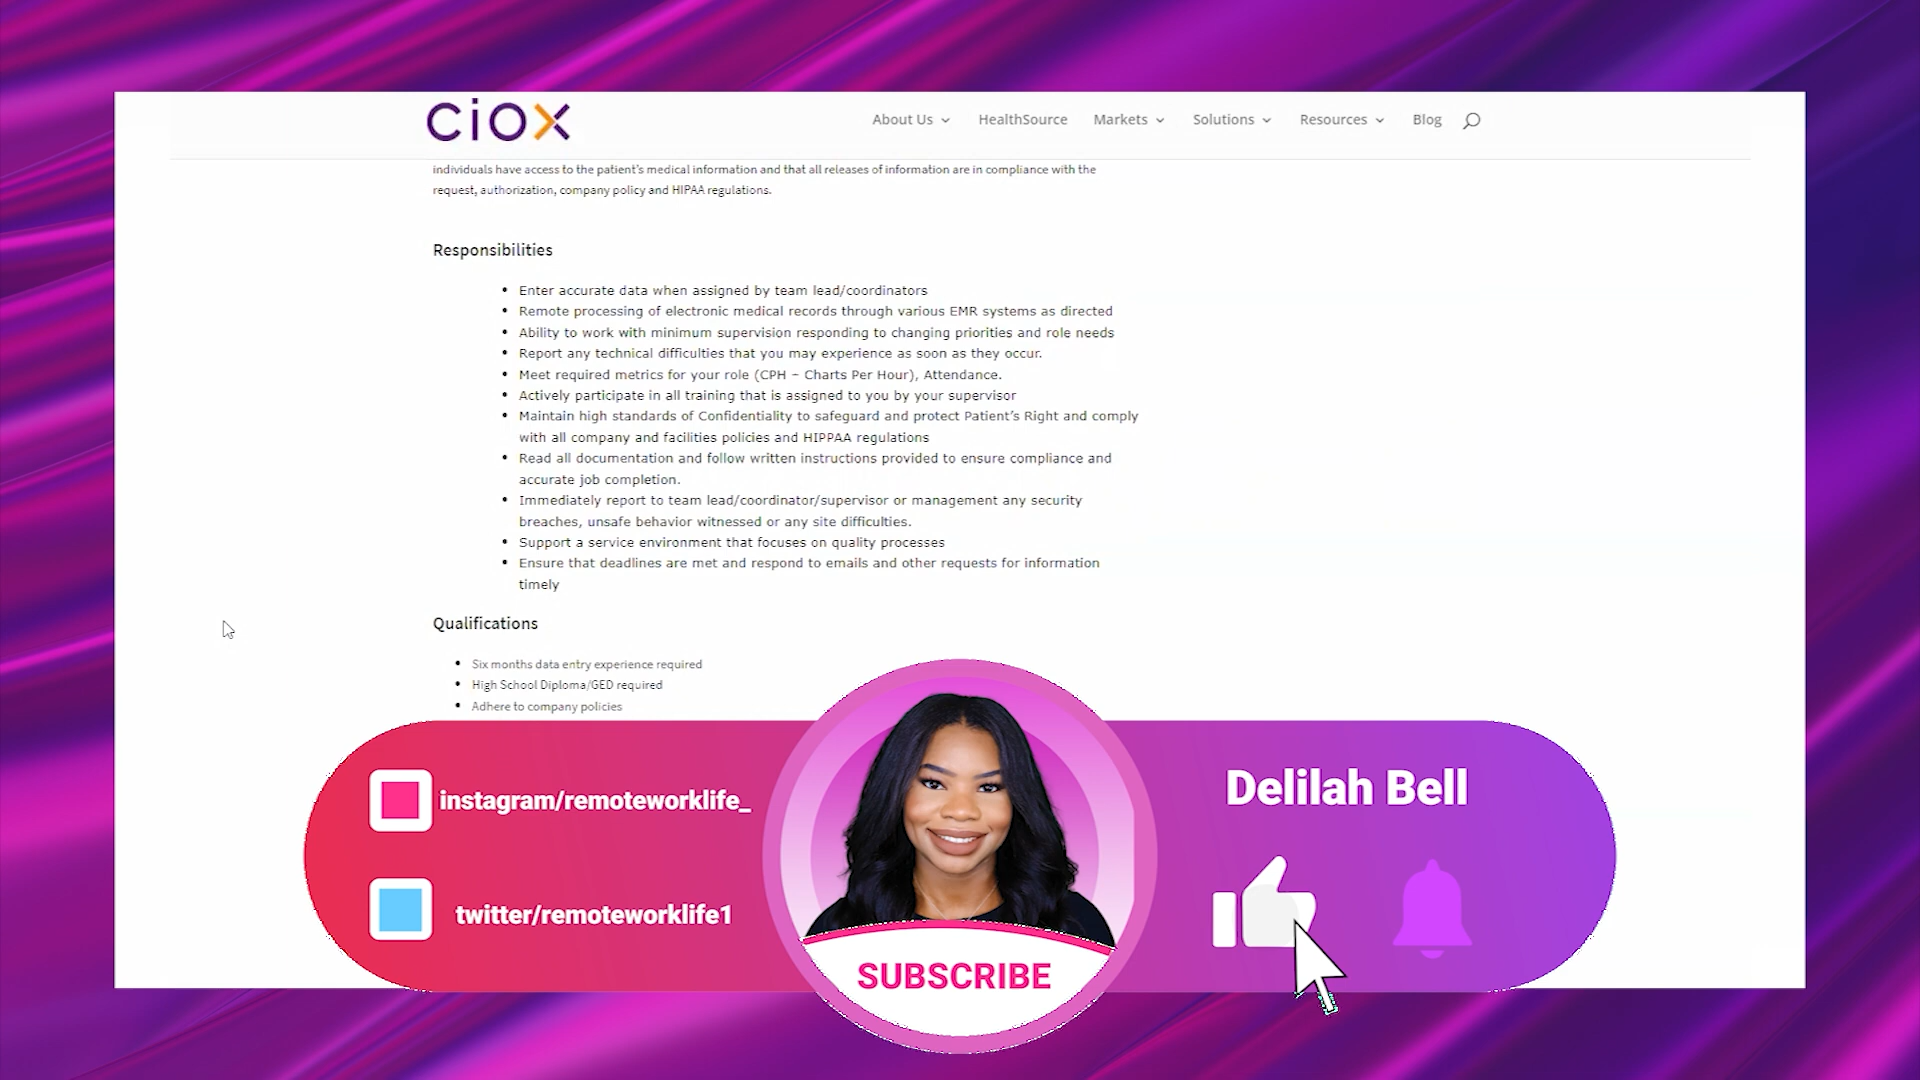 ciox
About Us HealthSource Markets Solutions Resources Blog
individuals have access to the patient's medical information and that all releases of information are in compliance with the
request, authorization, company policy and HIPAA regulations.
Responsibilities
• Enter accurate data when assigned by team lead/coordinators
• Remote processing of electronic medical records through various EMR systems as directed
• Ability to work with minimum supervision responding to changing priorities and role needs
• Report any technical difficulties that you may experience as soon as they occur.
• Meet required metrics for your role (CPH – Charts Per Hour), Attendance.
• Actively participate in all training that is assigned to you by your supervisor
• Maintain high standards of Confidentiality to safeguard and protect Patient's Right and comply
with all company and facilities policies and HIPPAA regulations
• Read all documentation and follow written instructions provided to ensure compliance and
accurate job completion.
• Immediately report to team lead/coordinator/supervisor or management any security
breaches, unsafe behavior witnessed or any site difficulties.
• Support a service environment that focuses on quality processes
• Ensure that deadlines are met and respond to emails and other requests for information
timely
Qualifications
• Six months data entry experience required
• High School Diploma/GED required
• Adhere to company policies
instagram/remoteworklife_
twitter/remoteworklife1
SUBSCRIBE
Delilah Bell